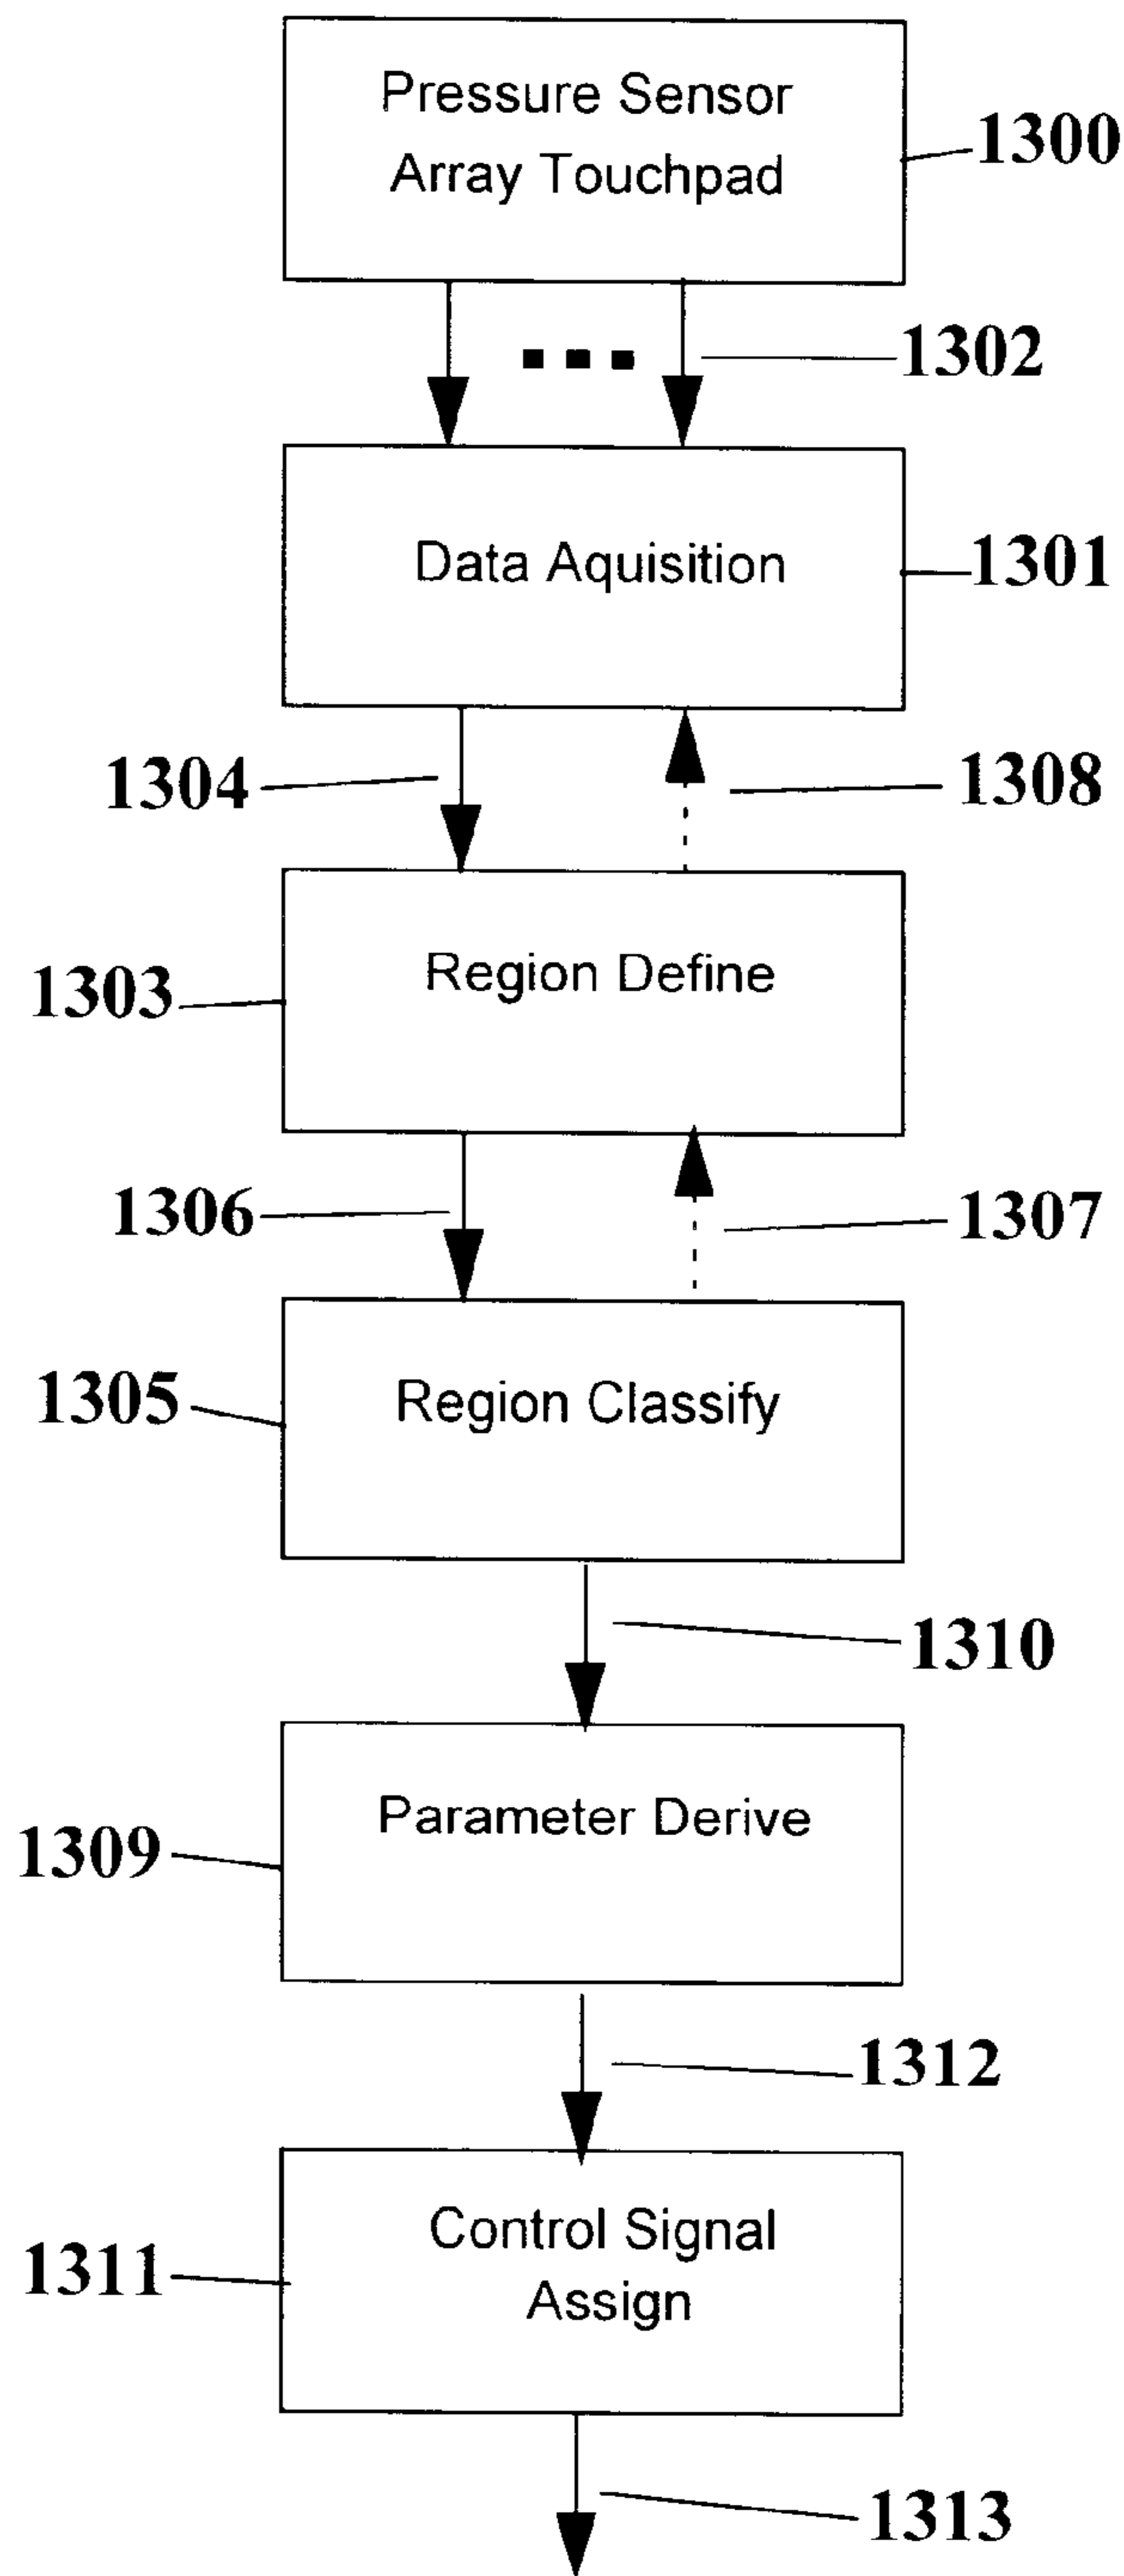 Pressure Sensor
Array Touchpad
1300
1302
Data Aquisition
1301
1304
1308
Region Define
1303
1306
1307
Region Classify
1305
1310
Parameter Derive
1309
1312
Control Signal
Assign
1311
1313